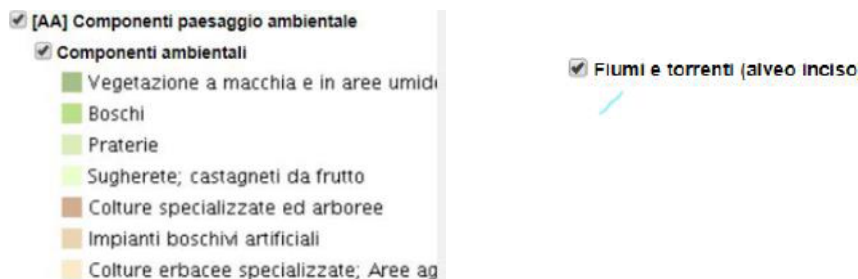 [AA] Componenti paesaggio ambientale
Componenti ambientali
Vegetazione a macchia e in aree umide
Boschi
Praterie
Sugherete; castagneti da frutto
Colture specializzate ed arboree
Impianti boschivi artificiali
Colture erbacee specializzate; Aree ag
Fiumi e torrenti (alveo inciso